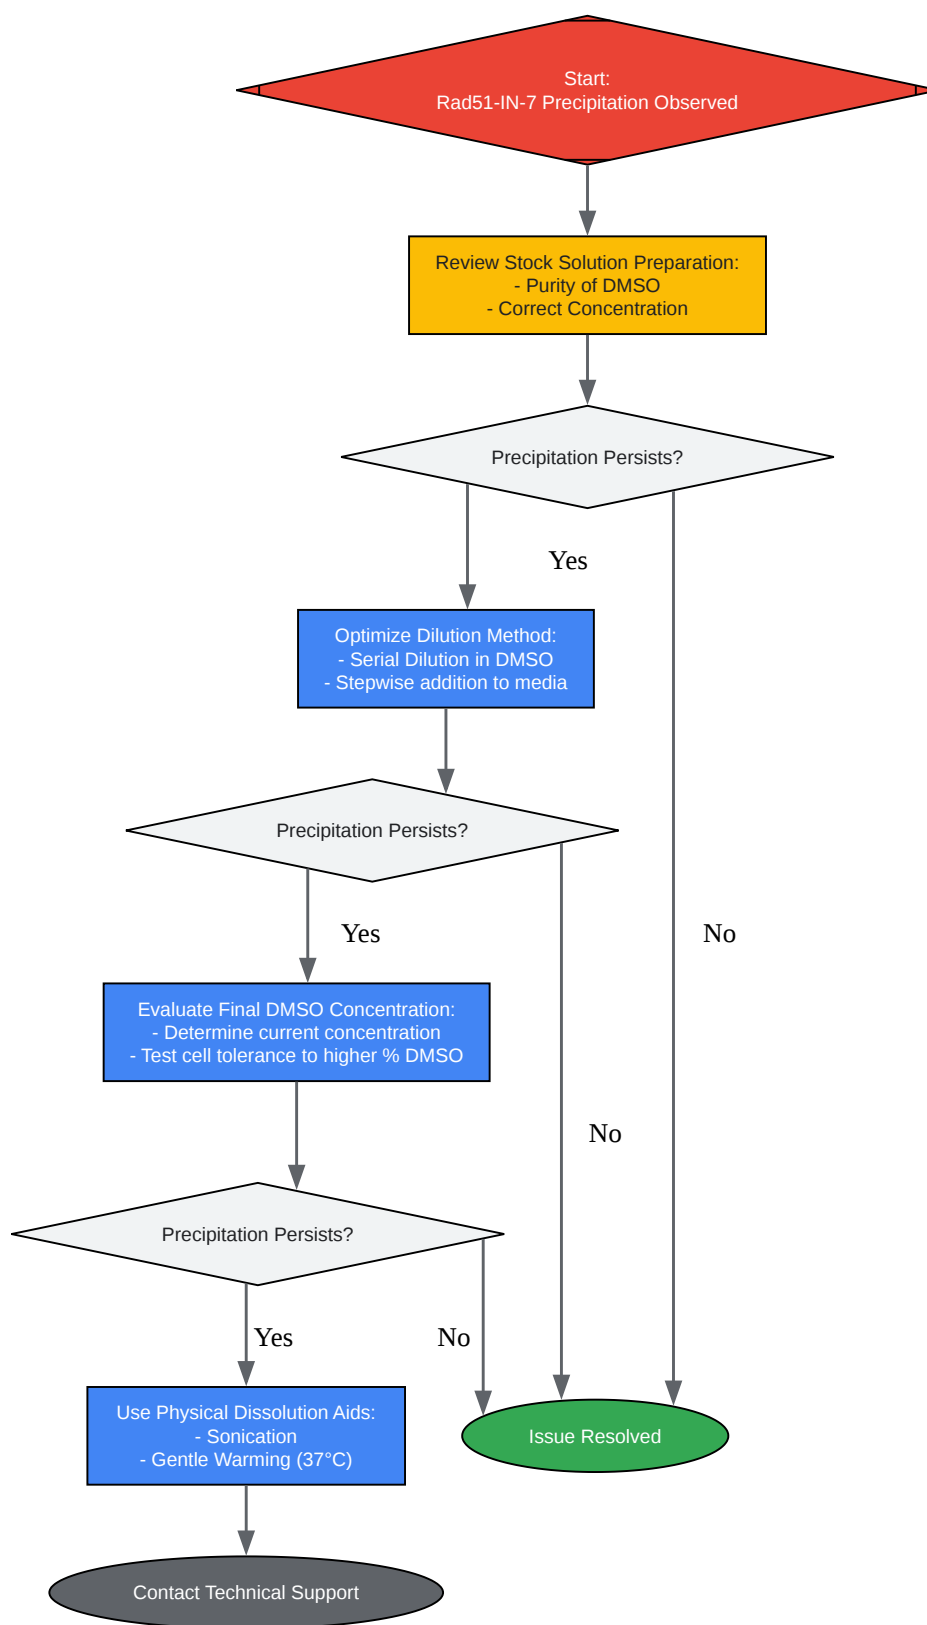 Start:
Rad51-IN-7 Precipitation Observed
Review Stock Solution Preparation:
- Purity of DMSO
- Correct Concentration
Precipitation Persists?
Yes
Optimize Dilution Method:
- Serial Dilution in DMSO
- Stepwise addition to media
Precipitation Persists?
Yes
No
Evaluate Final DMSO Concentration:
- Determine current concentration
- Test cell tolerance to higher % DMSO
No
Precipitation Persists?
Yes
No
Use Physical Dissolution Aids:
- Sonication
- Gentle Warming (37°C)
Issue Resolved
Contact Technical Support